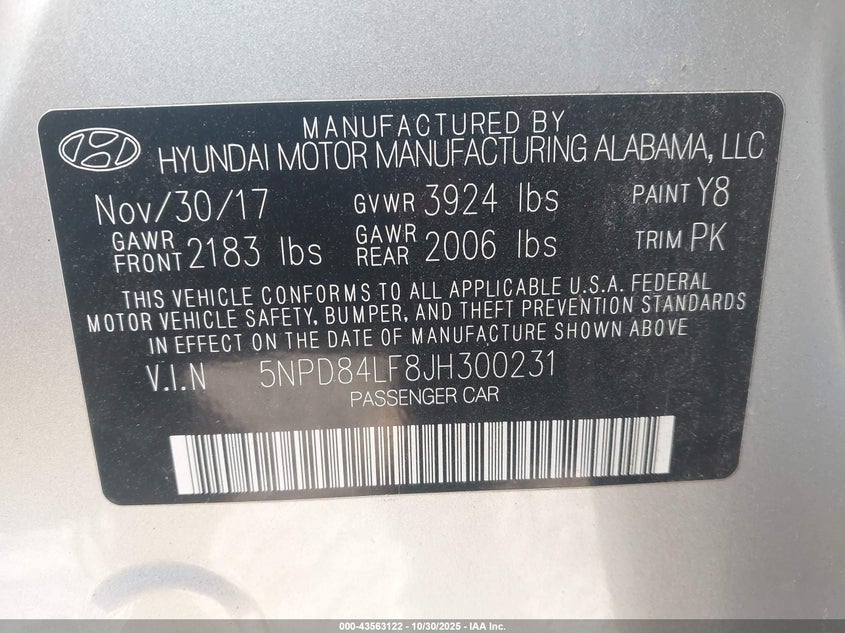 MANUFACTURED BY
HYUNDAI MOTOR MANUFACTURING ALABAMA, LLC
Nov/30/17 GVWR 3924 lbs PAINT Y8
GAWR FRONT 2183 lbs GAWR REAR 2006 lbs TRIM PK
THIS VEHICLE CONFORMS TO ALL APPLICABLE U.S.A. FEDERAL
MOTOR VEHICLE SAFETY, BUMPER, AND THEFT PREVENTION STANDARDS
IN EFFECT ON THE DATE OF MANUFACTURE SHOWN ABOVE
V.I.N 5NPD84LF8JH300231
PASSENGER CAR
000-43563122 - 10/30/2025 - IAA Inc.